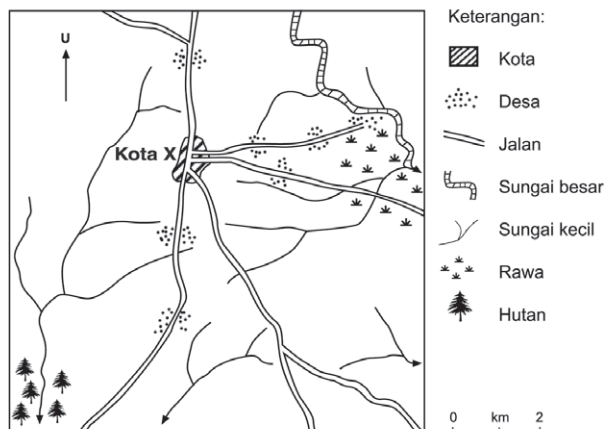 U
Kota X
Keterangan:
Kota
Desa
Jalan
Sungai besar
Sungai kecil
Rawa
Hutan
0 km 2